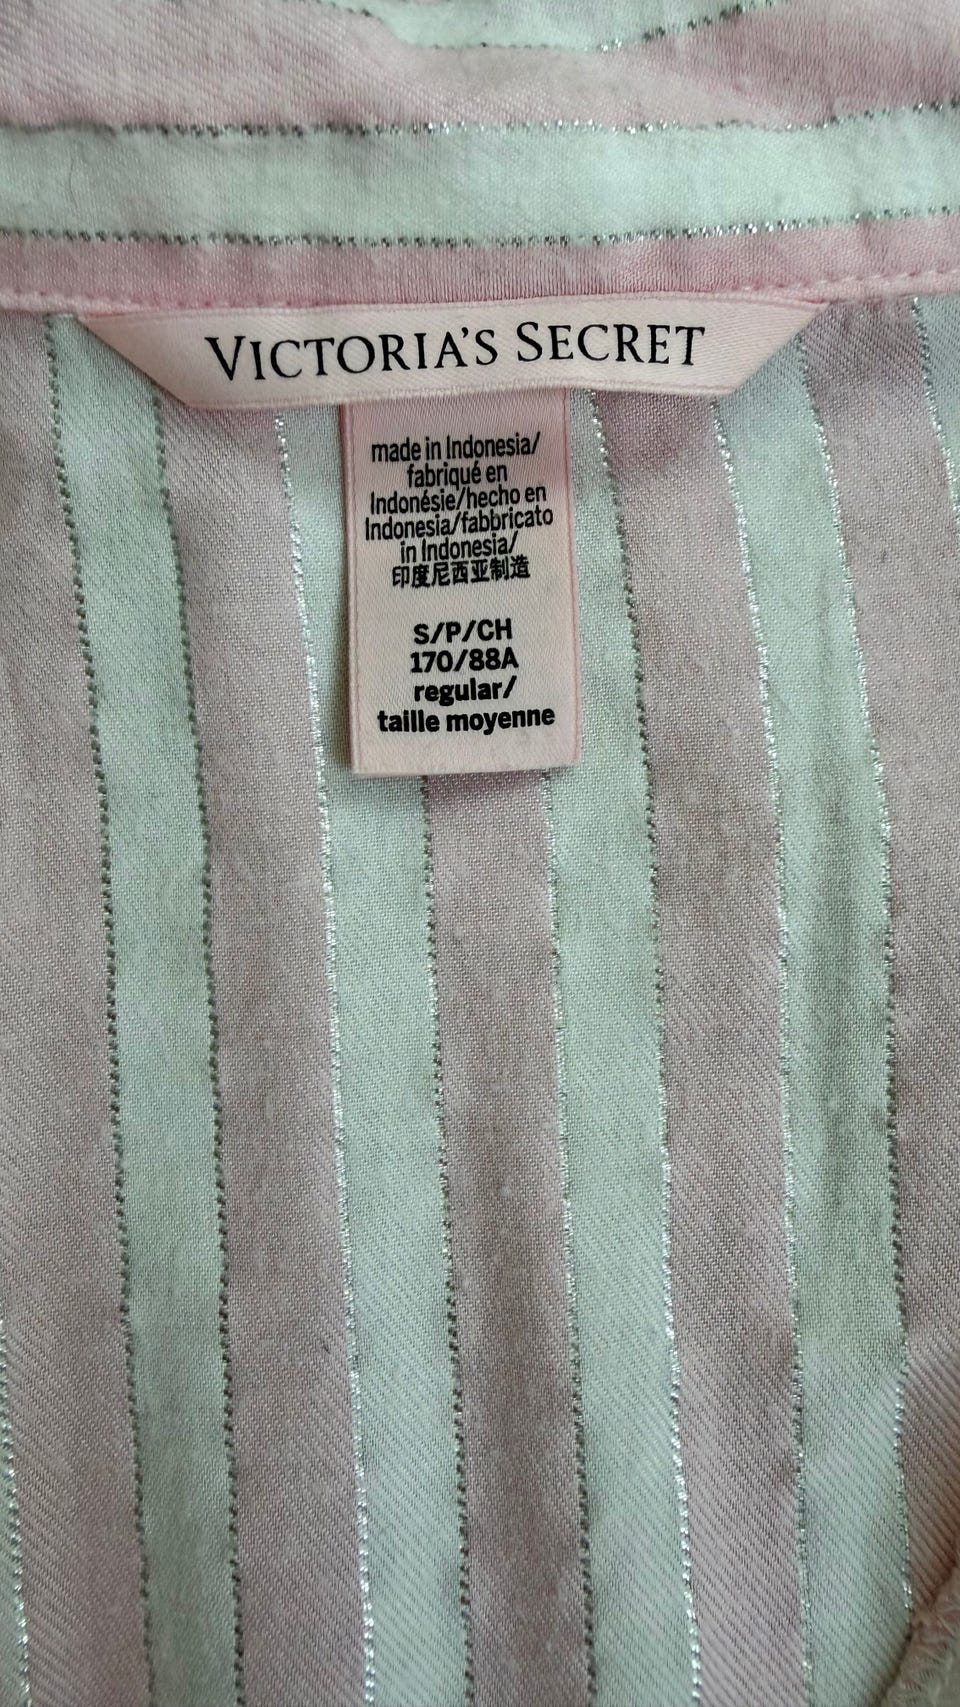 VICTORIA'S SECRET
made in Indonesia/
fabriqué en
Indonésie/hecho en
Indonesia/fabbricato
in Indonesia/
印度尼西亚制造
S/P/CH
170/88A
regular/
taille moyenne